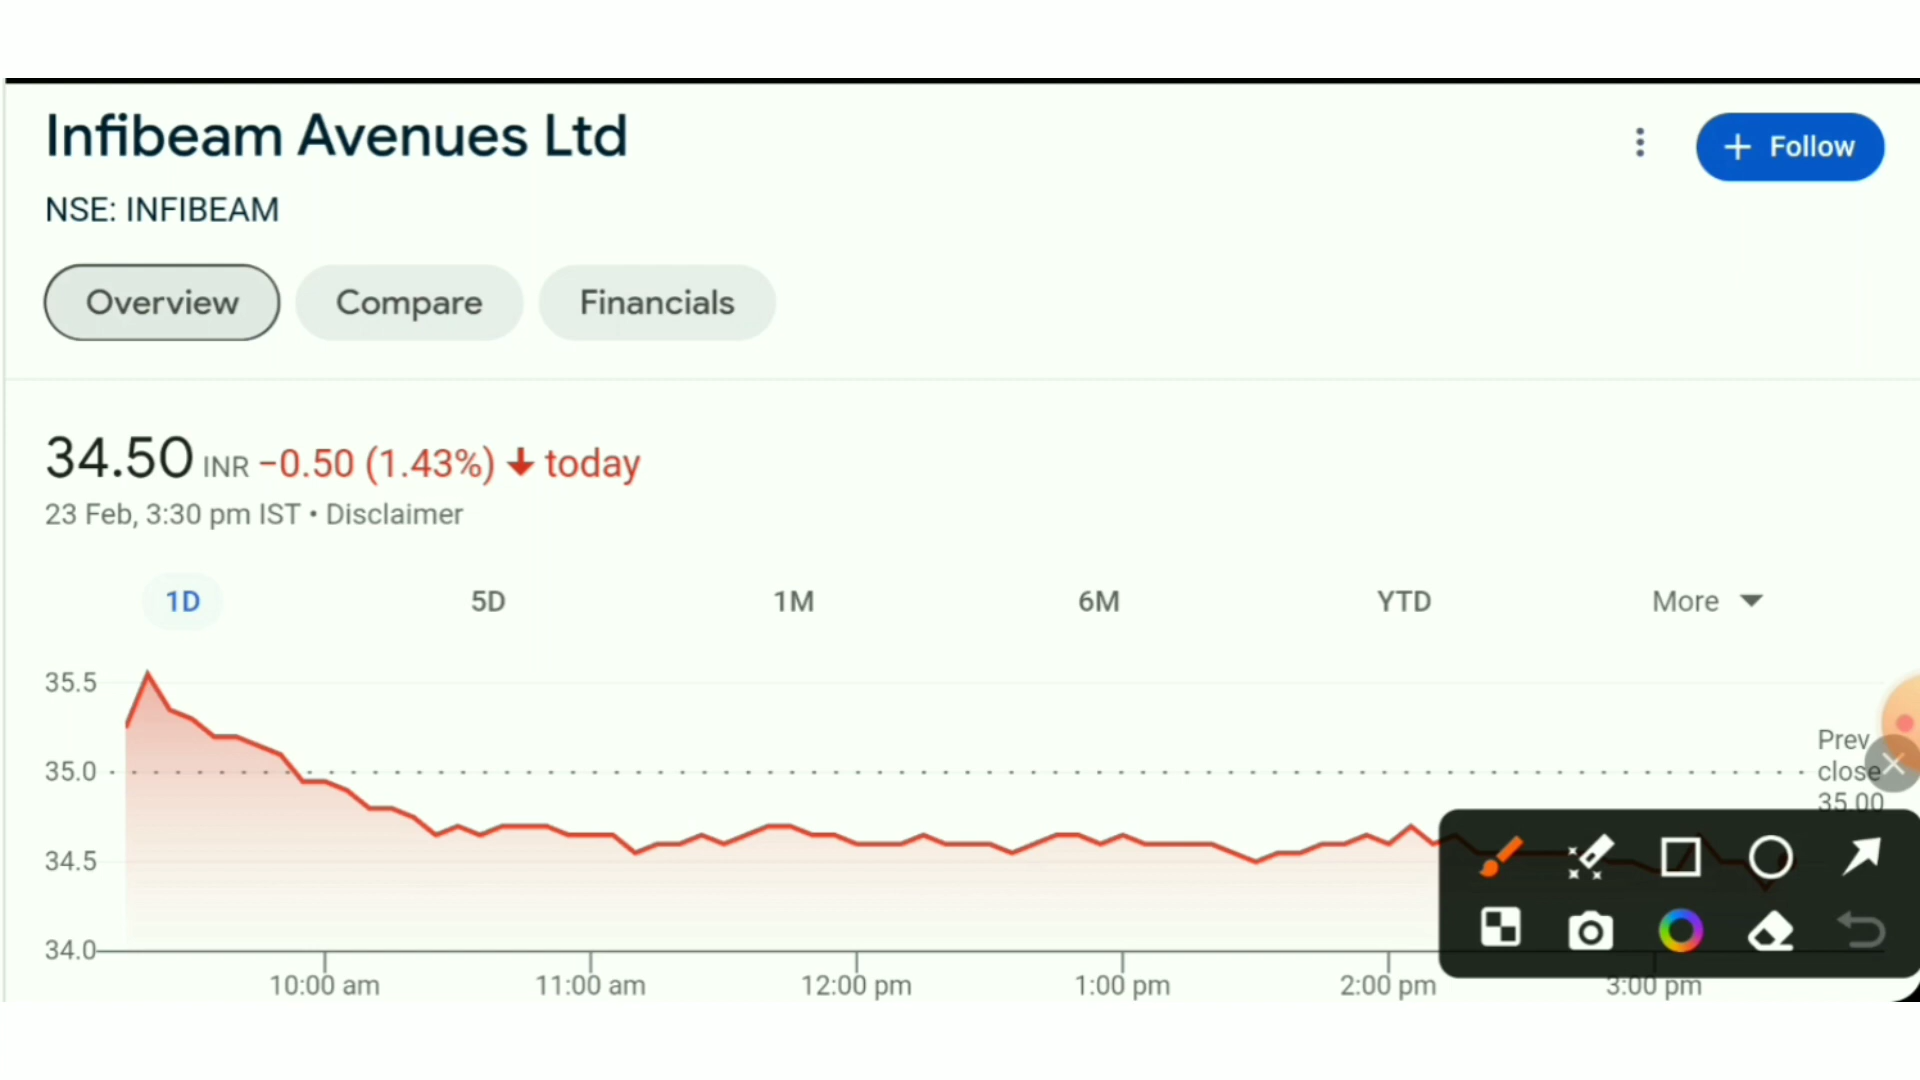 Infibeam Avenues Ltd
+ Follow
NSE: INFIBEAM
Overview Compare Financials
34.50 INR −0.50 (1.43%) ↓ today
23 Feb, 3:30 pm IST • Disclaimer
1D 5D 1M 6M YTD More
35.5
35.0
34.5
34.0
Prev
close
35.00
10:00 am 11:00 am 12:00 pm 1:00 pm 2:00 pm 3:00 pm